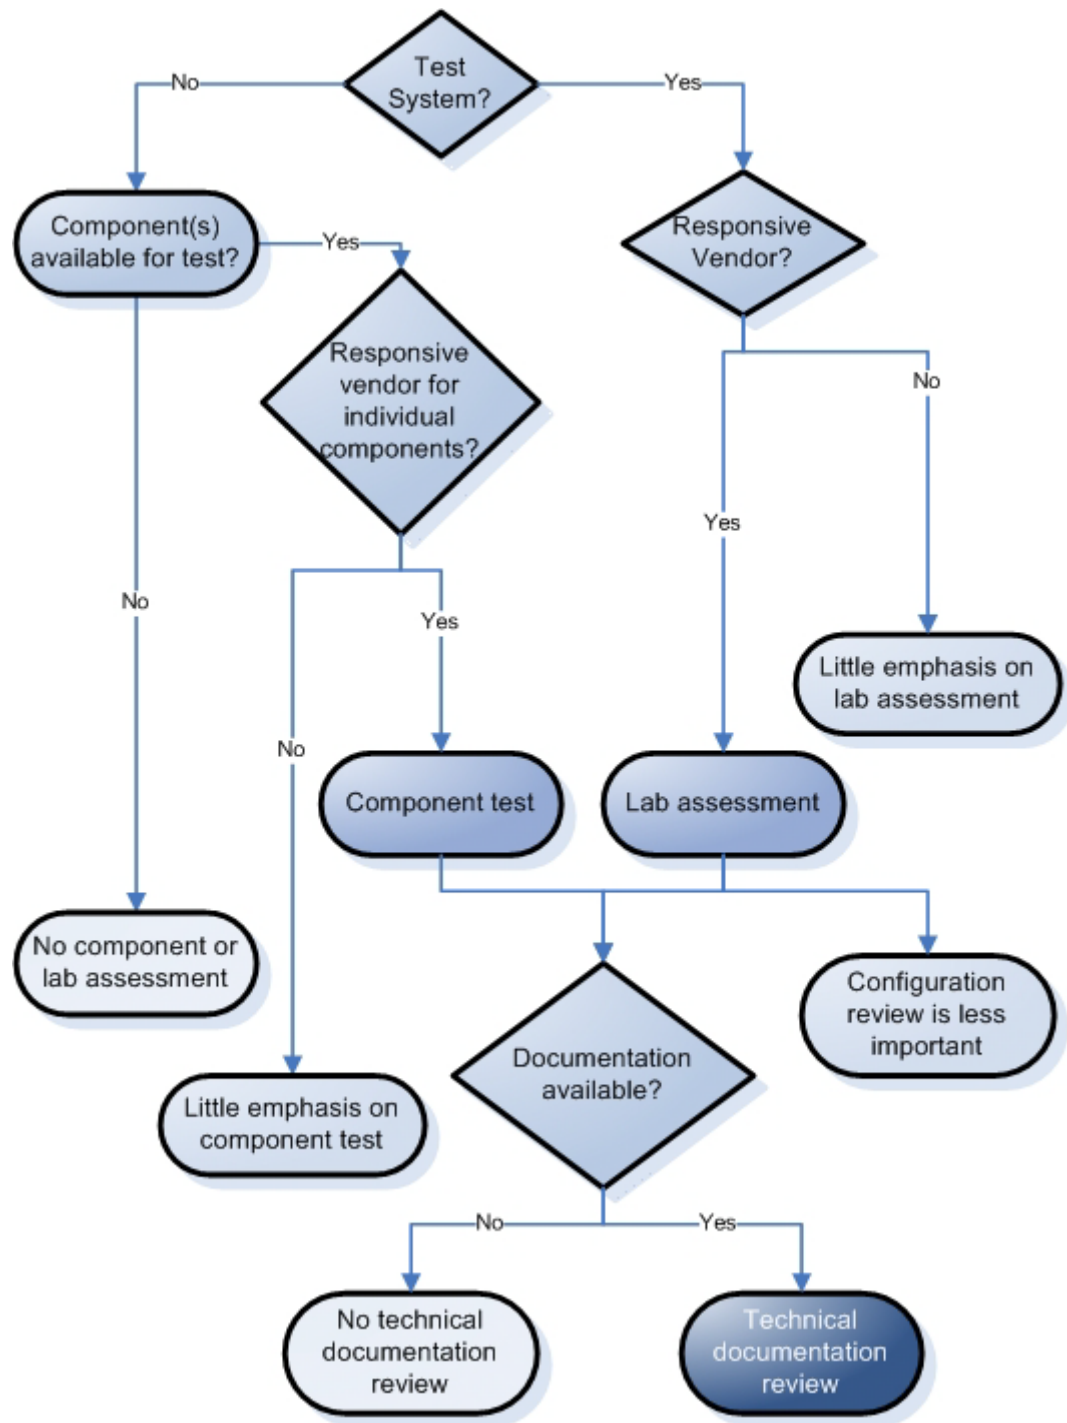 Test
System?
No
Yes
Component(s)
available for test?
Yes
Responsive
Vendor?
Responsive
vendor for
individual
components?
No
Yes
No
Yes
Little emphasis on
lab assessment
No
Component test
Lab assessment
No component or
lab assessment
Configuration
review is less
important
Documentation
available?
Little emphasis on
component test
No
Yes
No technical
documentation
review
Technical
documentation
review